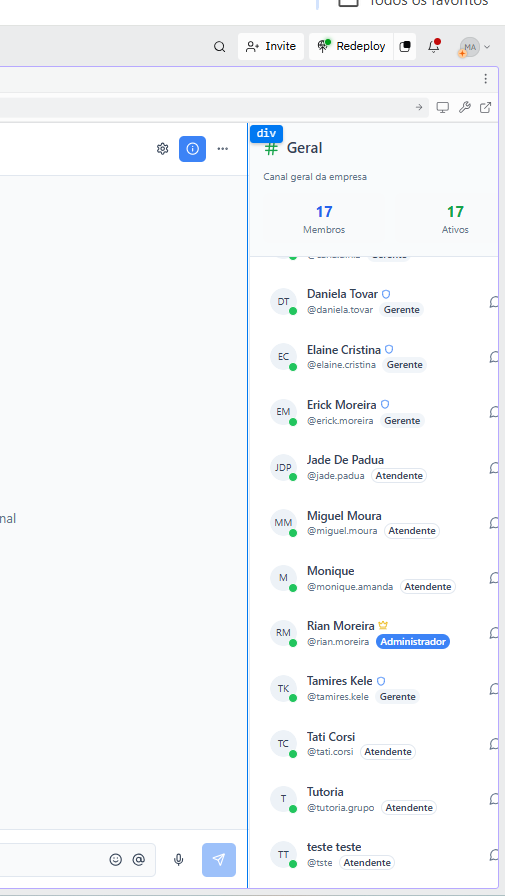 Todos os favoritos
Invite
Redeploy
MA
div
Geral
Canal geral da empresa
17
17
Membros
Ativos
Gerente
DT
Daniela Tovar
@daniela.tovar Gerente
EC
Elaine Cristina
@elaine.cristina Gerente
EM
Erick Moreira
@erick.moreira Gerente
JDP
Jade De Padua
@jade.padua Atendente
MM
Miguel Moura
@miguel.moura Atendente
M
Monique
@monique.amanda Atendente
nal
RM
Rian Moreira
@rian.moreira Administrador
TK
Tamires Kele
@tamires.kele Gerente
TC
Tati Corsi
@tati.corsi Atendente
T
Tutoria
@tutoria.grupo Atendente
TT
teste teste
@tste Atendente